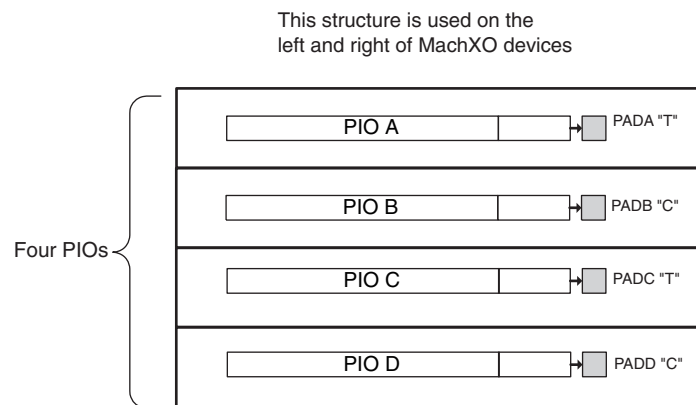 This structure is used on the
left and right of MachXO devices
PIO A
PADA "T"
PIO B
PADB "C"
Four PIOs
PIO C
PADC "T"
PIO D
PADD "C"